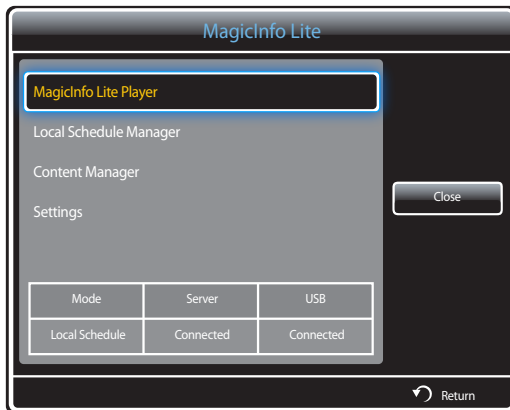 MagicInfo Lite
MagicInfo Lite Player
Local Schedule Manager
Content Manager
Settings
Close
Mode Server USB
Local Schedule Connected Connected
Return